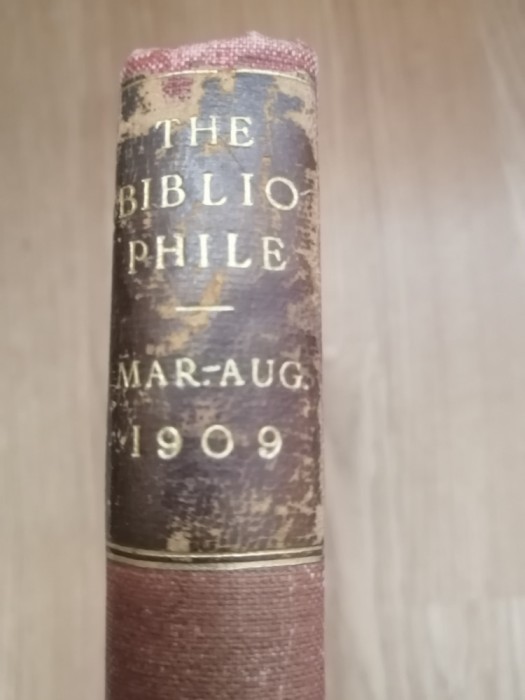 THE
BIBLIO-
PHILE
—
MAR.-AUG.
1909